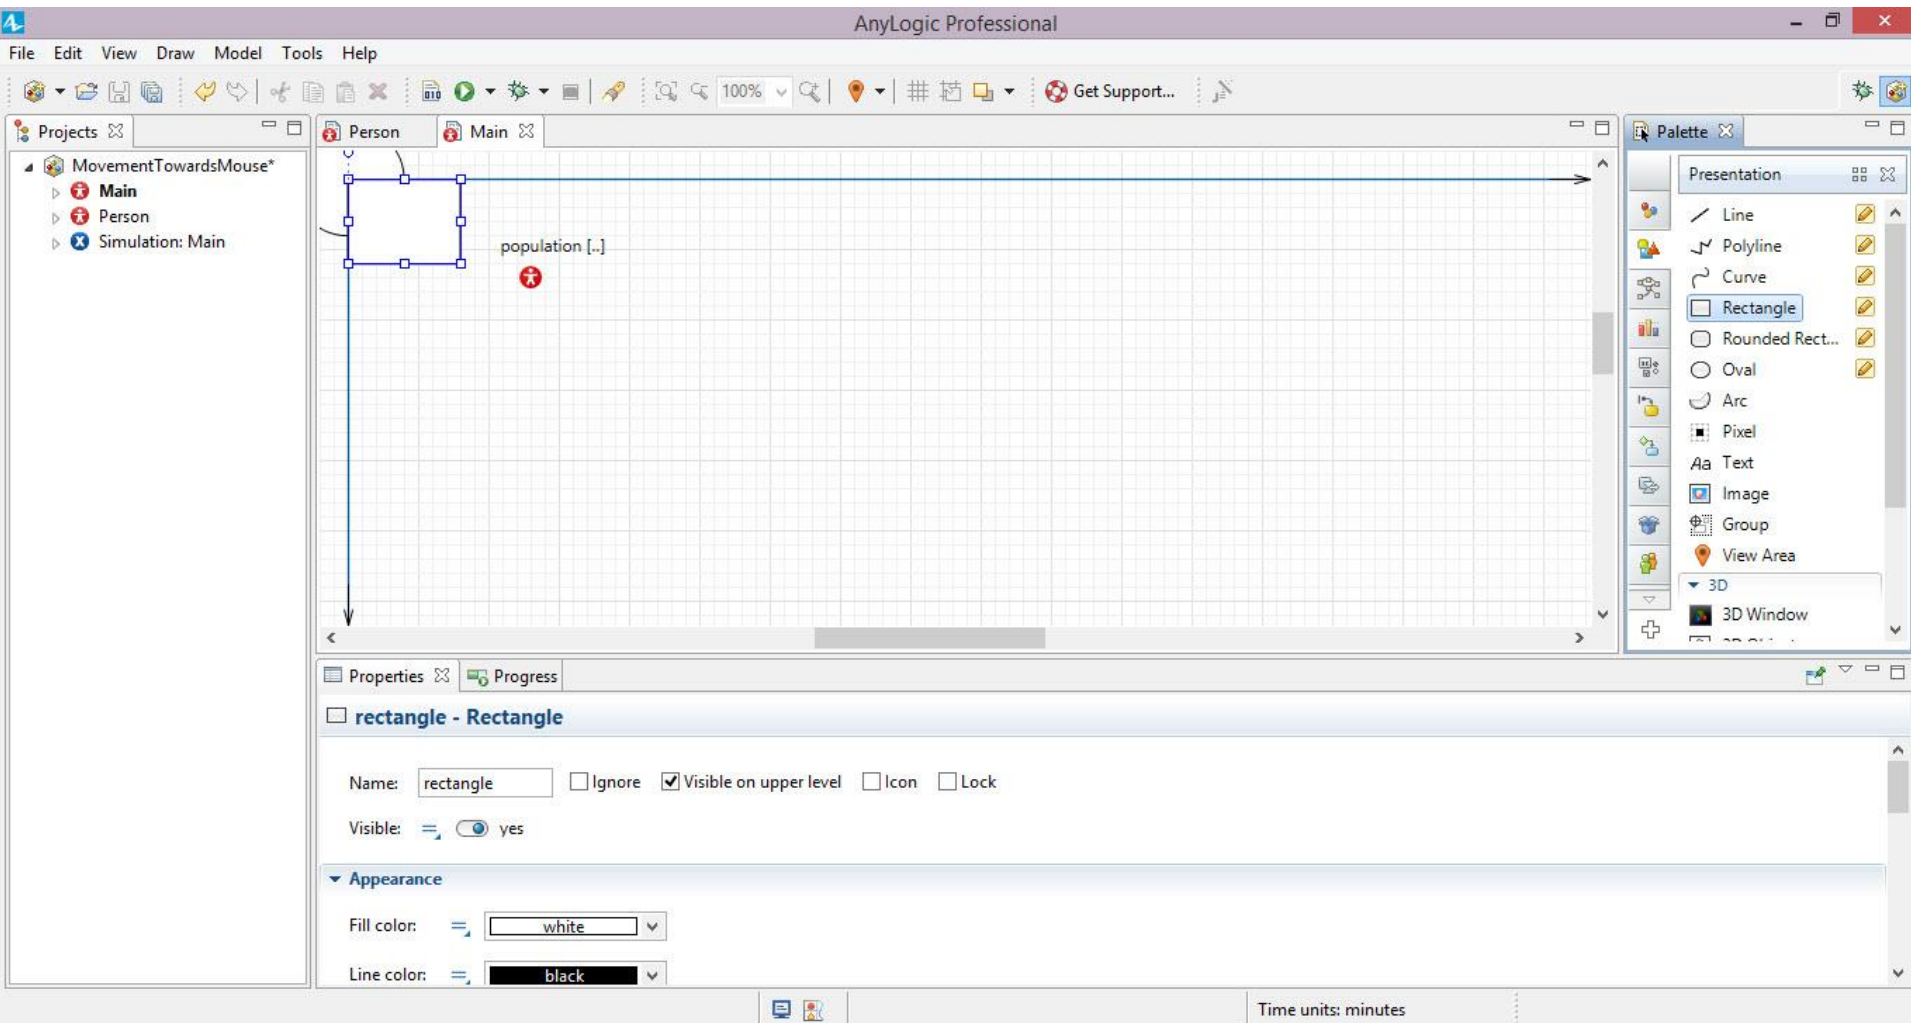 AnyLogic Professional
File Edit View Draw Model Tools Help
100% Get Support...
Projects
MovementTowardsMouse*
Main
Person
Simulation: Main
Person Main
population [..]
Palette
Presentation
Line
Polyline
Curve
Rectangle
Rounded Rect...
Oval
Arc
Pixel
Aa Text
Image
Group
View Area
3D
3D Window
Properties Progress
rectangle - Rectangle
Name: rectangle Ignore Visible on upper level Icon Lock
Visible: yes
Appearance
Fill color: white
Line color: black
Time units: minutes